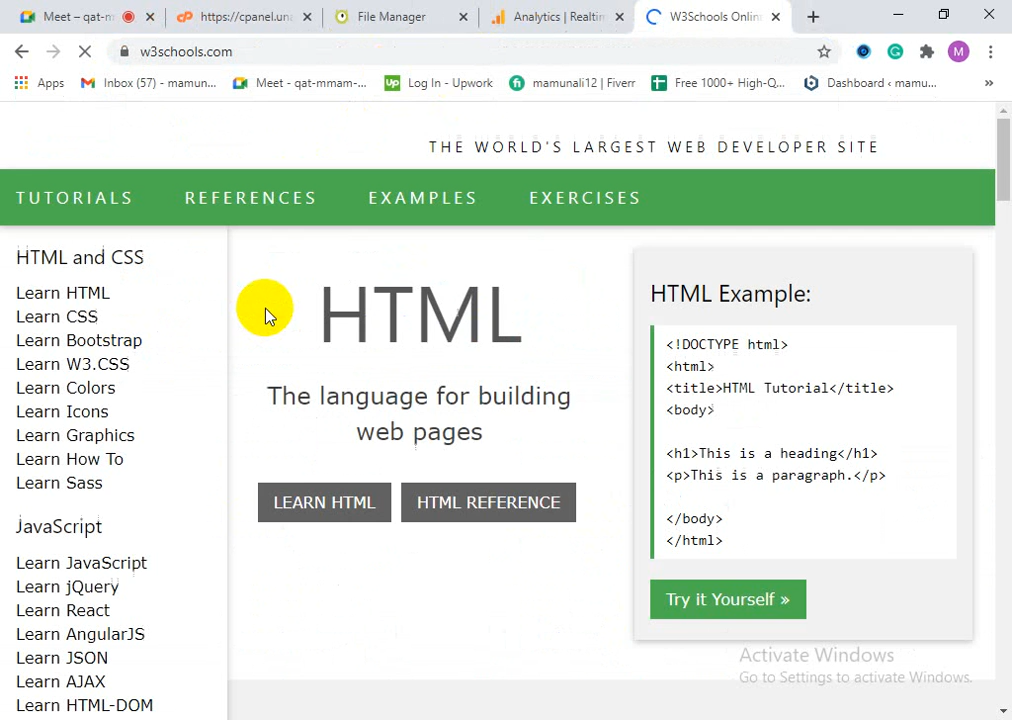 Meet – qat-m
https://cpanel.una
File Manager
Analytics | Realtim
W3Schools Onlin
w3schools.com
M
Apps
Inbox (57) - mamun...
Meet - qat-mmam-...
Log In - Upwork
mamunali12 | Fiverr
Free 1000+ High-Q...
Dashboard ‹ mamu...
»
THE WORLD'S LARGEST WEB DEVELOPER SITE
TUTORIALS REFERENCES EXAMPLES EXERCISES
HTML and CSS
Learn HTML
Learn CSS
Learn Bootstrap
Learn W3.CSS
Learn Colors
Learn Icons
Learn Graphics
Learn How To
Learn Sass
JavaScript
Learn JavaScript
Learn jQuery
Learn React
Learn AngularJS
Learn JSON
Learn AJAX
Learn HTML-DOM
HTML
The language for building
web pages
LEARN HTML
HTML REFERENCE
HTML Example:
<!DOCTYPE html>
<html>
<title>HTML Tutorial</title>
<body>
<h1>This is a heading</h1>
<p>This is a paragraph.</p>
</body>
</html>
Try it Yourself »
Activate Windows
Go to Settings to activate Windows.